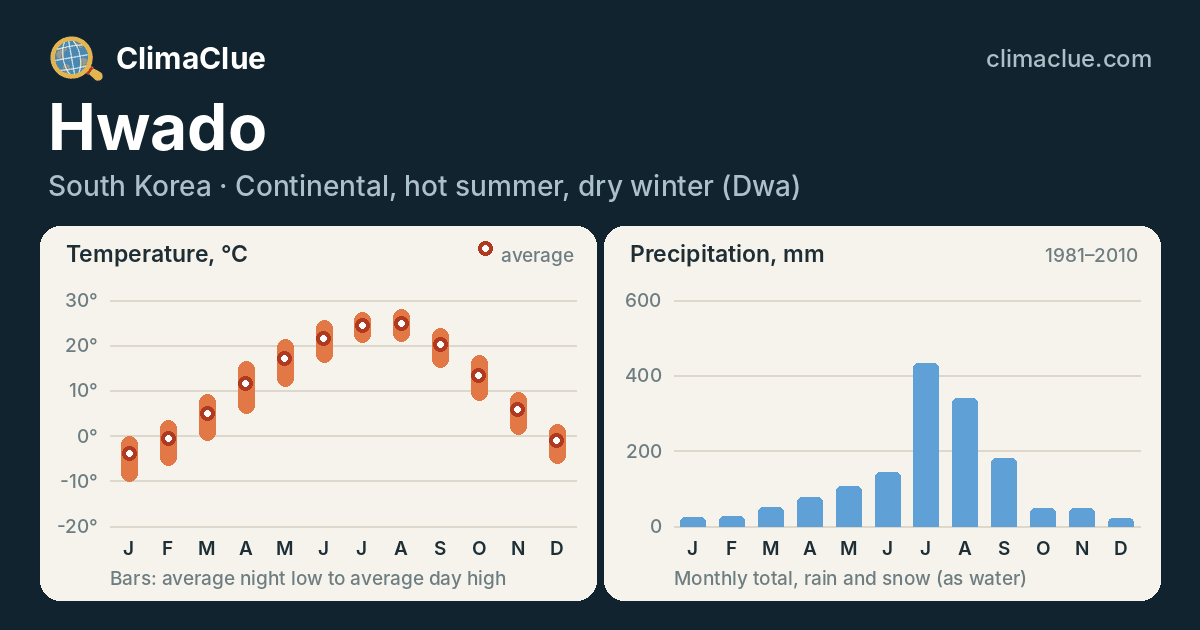 ClimaClue
climaclue.com
Hwado
South Korea · Continental, hot summer, dry winter (Dwa)
Temperature, °C
average
30°
20°
10°
0°
-10°
-20°
J F M A M J J A S O N D
Bars: average night low to average day high
Precipitation, mm
1981–2010
600
400
200
0
J F M A M J J A S O N D
Monthly total, rain and snow (as water)